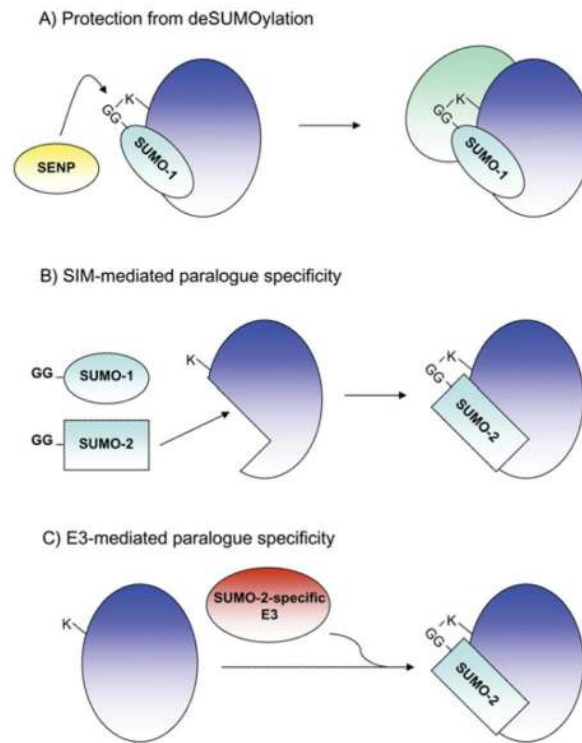 A) Protection from deSUMOylation
K
GG
SENP
SUMO-1
K
GG
SUMO-1
B) SIM-mediated paralogue specificity
GG
SUMO-1
K
K
GG
GG
SUMO-2
SUMO-2
C) E3-mediated paralogue specificity
K
SUMO-2-specific
E3
K
GG
SUMO-2